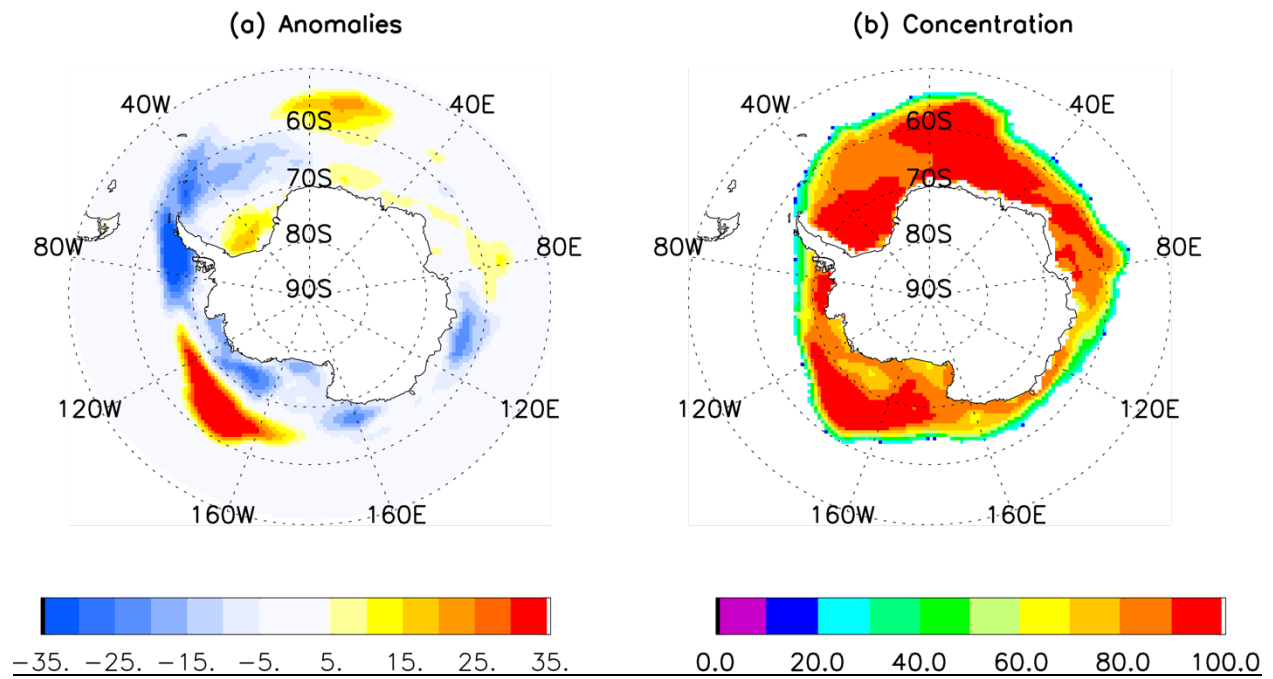 (a) Anomalies (b) Concentration
40W 40E 40W 40E
60S 60S
70S 70S
80W 80S 80E 80W 80S 80E
90S 90S
120W 120E 120W 120E
160W 160E 160W 160E
−35. −25. −15. −5. 5. 15. 25. 35. 0.0 20.0 40.0 60.0 80.0 100.0